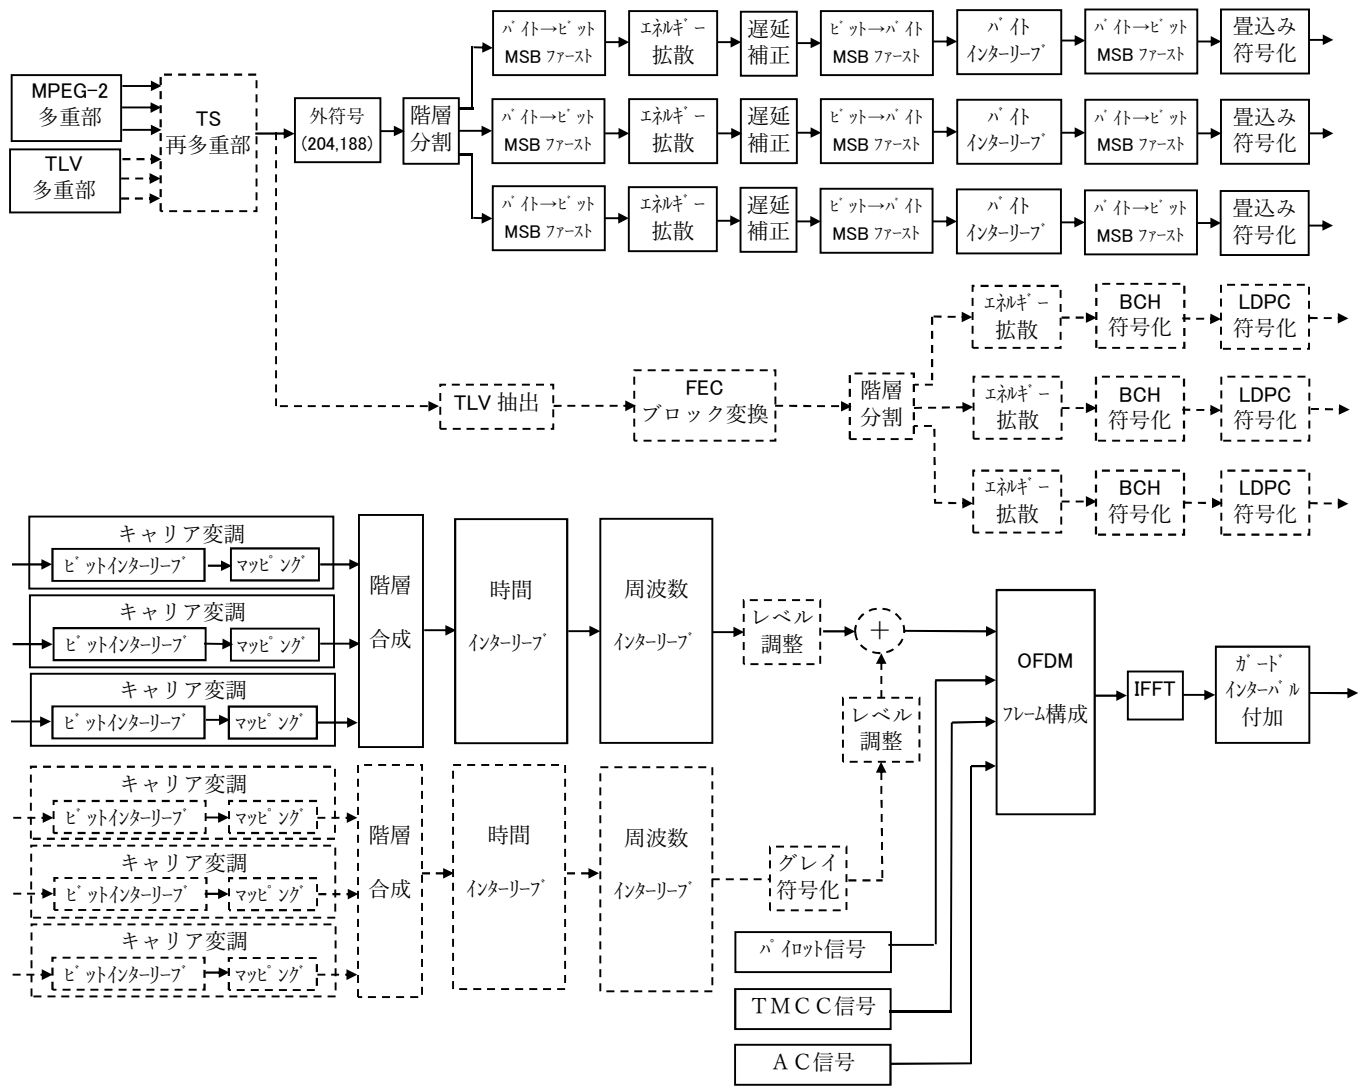 MPEG-2
多重部
TLV
多重部
TS
再多重部
外符号
(204,188)
階層
分割
バイト→ビット
MSB ファースト
エネルギー
拡散
遅延
補正
ビット→バイト
MSB ファースト
バイト
インターリーブ
バイト→ビット
MSB ファースト
畳込み
符号化
バイト→ビット
MSB ファースト
エネルギー
拡散
遅延
補正
ビット→バイト
MSB ファースト
バイト
インターリーブ
バイト→ビット
MSB ファースト
畳込み
符号化
バイト→ビット
MSB ファースト
エネルギー
拡散
遅延
補正
ビット→バイト
MSB ファースト
バイト
インターリーブ
バイト→ビット
MSB ファースト
畳込み
符号化
TLV 抽出
FEC
ブロック変換
階層
分割
エネルギー
拡散
BCH
符号化
LDPC
符号化
エネルギー
拡散
BCH
符号化
LDPC
符号化
エネルギー
拡散
BCH
符号化
LDPC
符号化
キャリア変調
ビットインターリーブ
マッピング
キャリア変調
ビットインターリーブ
マッピング
キャリア変調
ビットインターリーブ
マッピング
階層
合成
時間
インターリーブ
周波数
インターリーブ
レベル
調整
+
レベル
調整
OFDM
フレーム構成
IFFT
ガード
インターバル
付加
キャリア変調
ビットインターリーブ
マッピング
キャリア変調
ビットインターリーブ
マッピング
キャリア変調
ビットインターリーブ
マッピング
階層
合成
時間
インターリーブ
周波数
インターリーブ
グレイ
符号化
パイロット信号
TMCC信号
AC信号